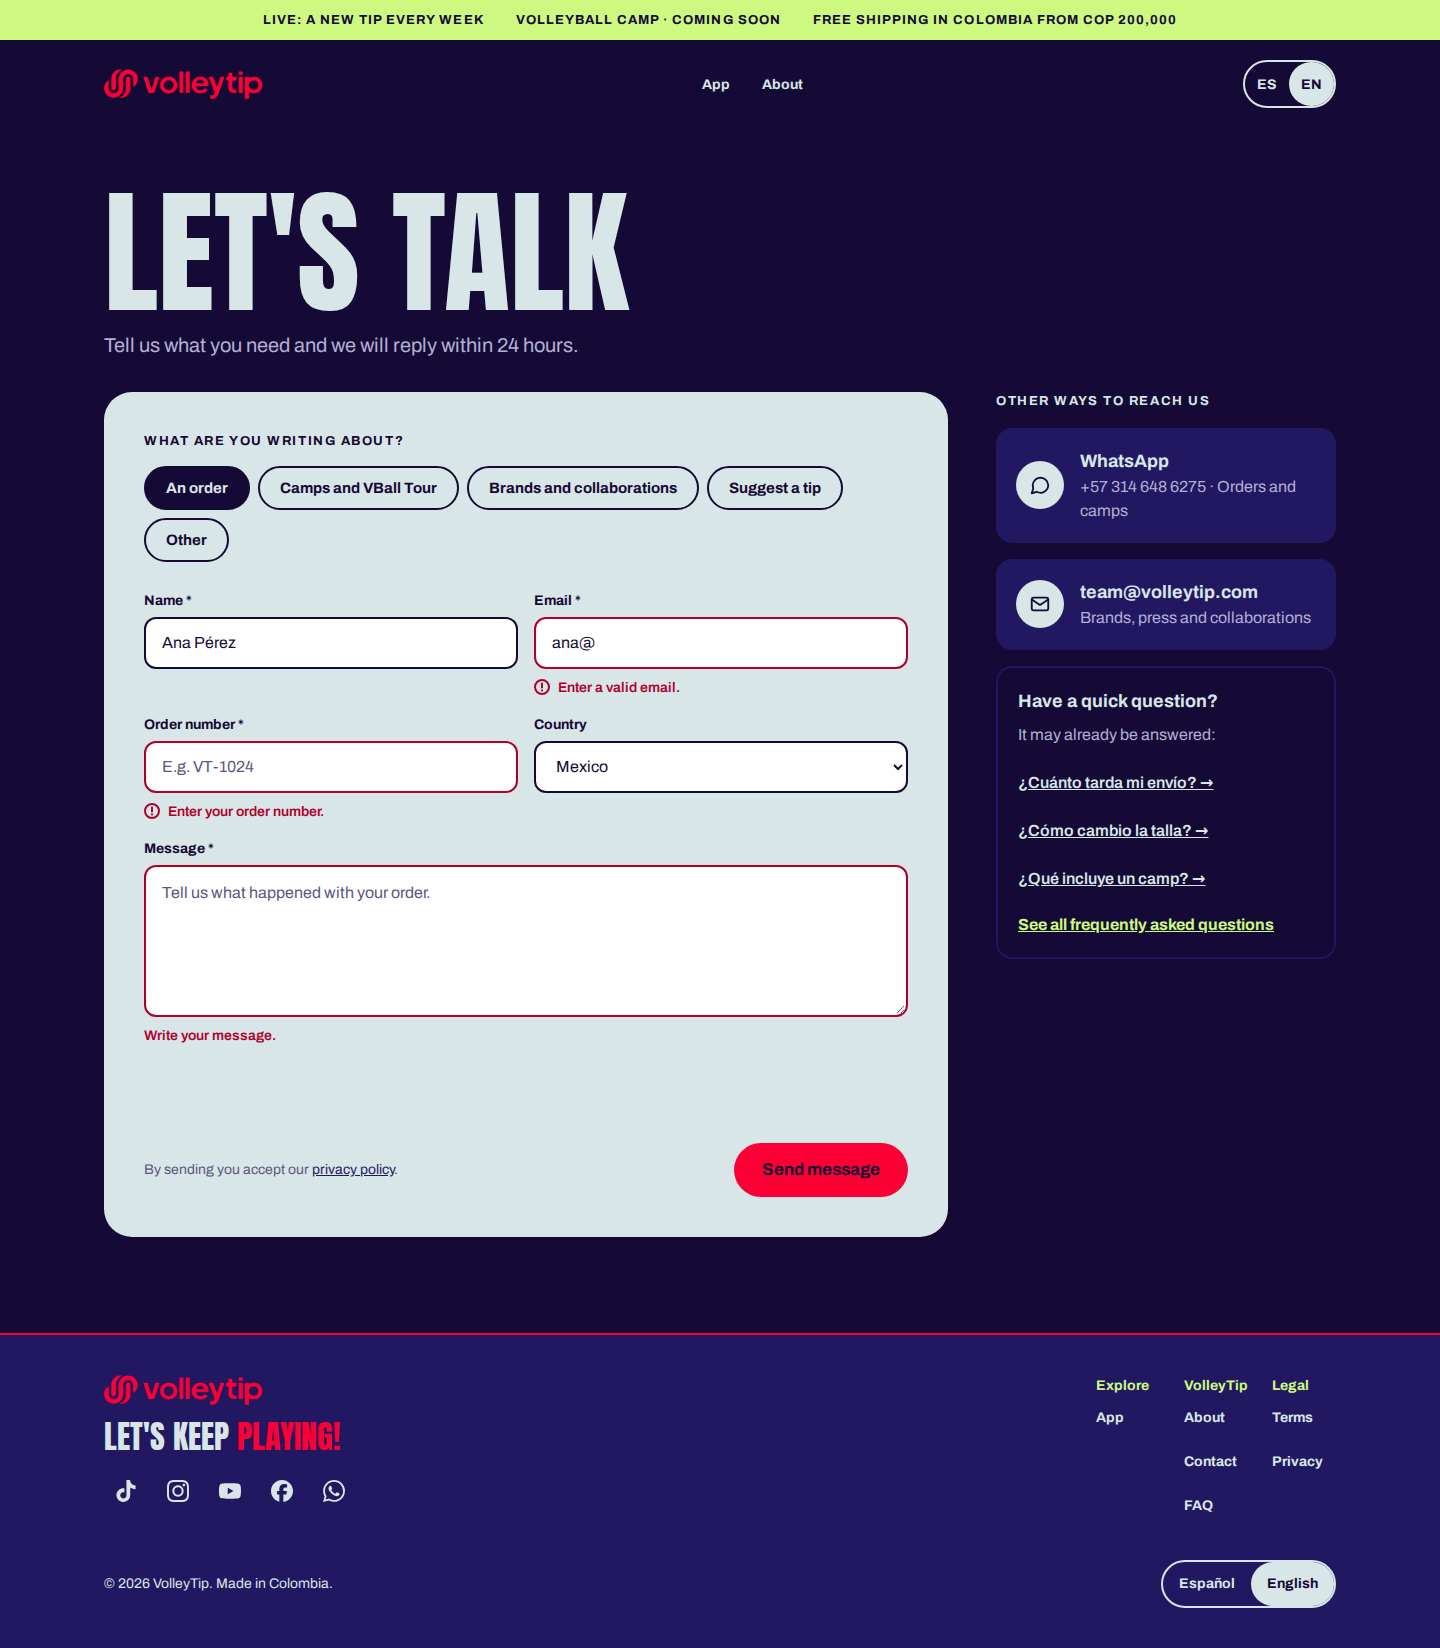 LIVE: A NEW TIP EVERY WEEK VOLLEYBALL CAMP · COMING SOON FREE SHIPPING IN COLOMBIA FROM COP 200,000
volleytip App About ES EN
LET'S TALK
Tell us what you need and we will reply within 24 hours.
WHAT ARE YOU WRITING ABOUT?
An order Camps and VBall Tour Brands and collaborations Suggest a tip
Other
Name * Email *
Ana Pérez ana@
Enter a valid email.
Order number * Country
E.g. VT-1024 Mexico
Enter your order number.
Message *
Tell us what happened with your order.
Write your message.
By sending you accept our privacy policy. Send message
OTHER WAYS TO REACH US
WhatsApp
+57 314 648 6275 · Orders and
camps
team@volleytip.com
Brands, press and collaborations
Have a quick question?
It may already be answered:
¿Cuánto tarda mi envío? →
¿Cómo cambio la talla? →
¿Qué incluye un camp? →
See all frequently asked questions
volleytip
LET'S KEEP PLAYING!
Explore VolleyTip Legal
App About Terms
Contact Privacy
FAQ
© 2026 VolleyTip. Made in Colombia. Español English